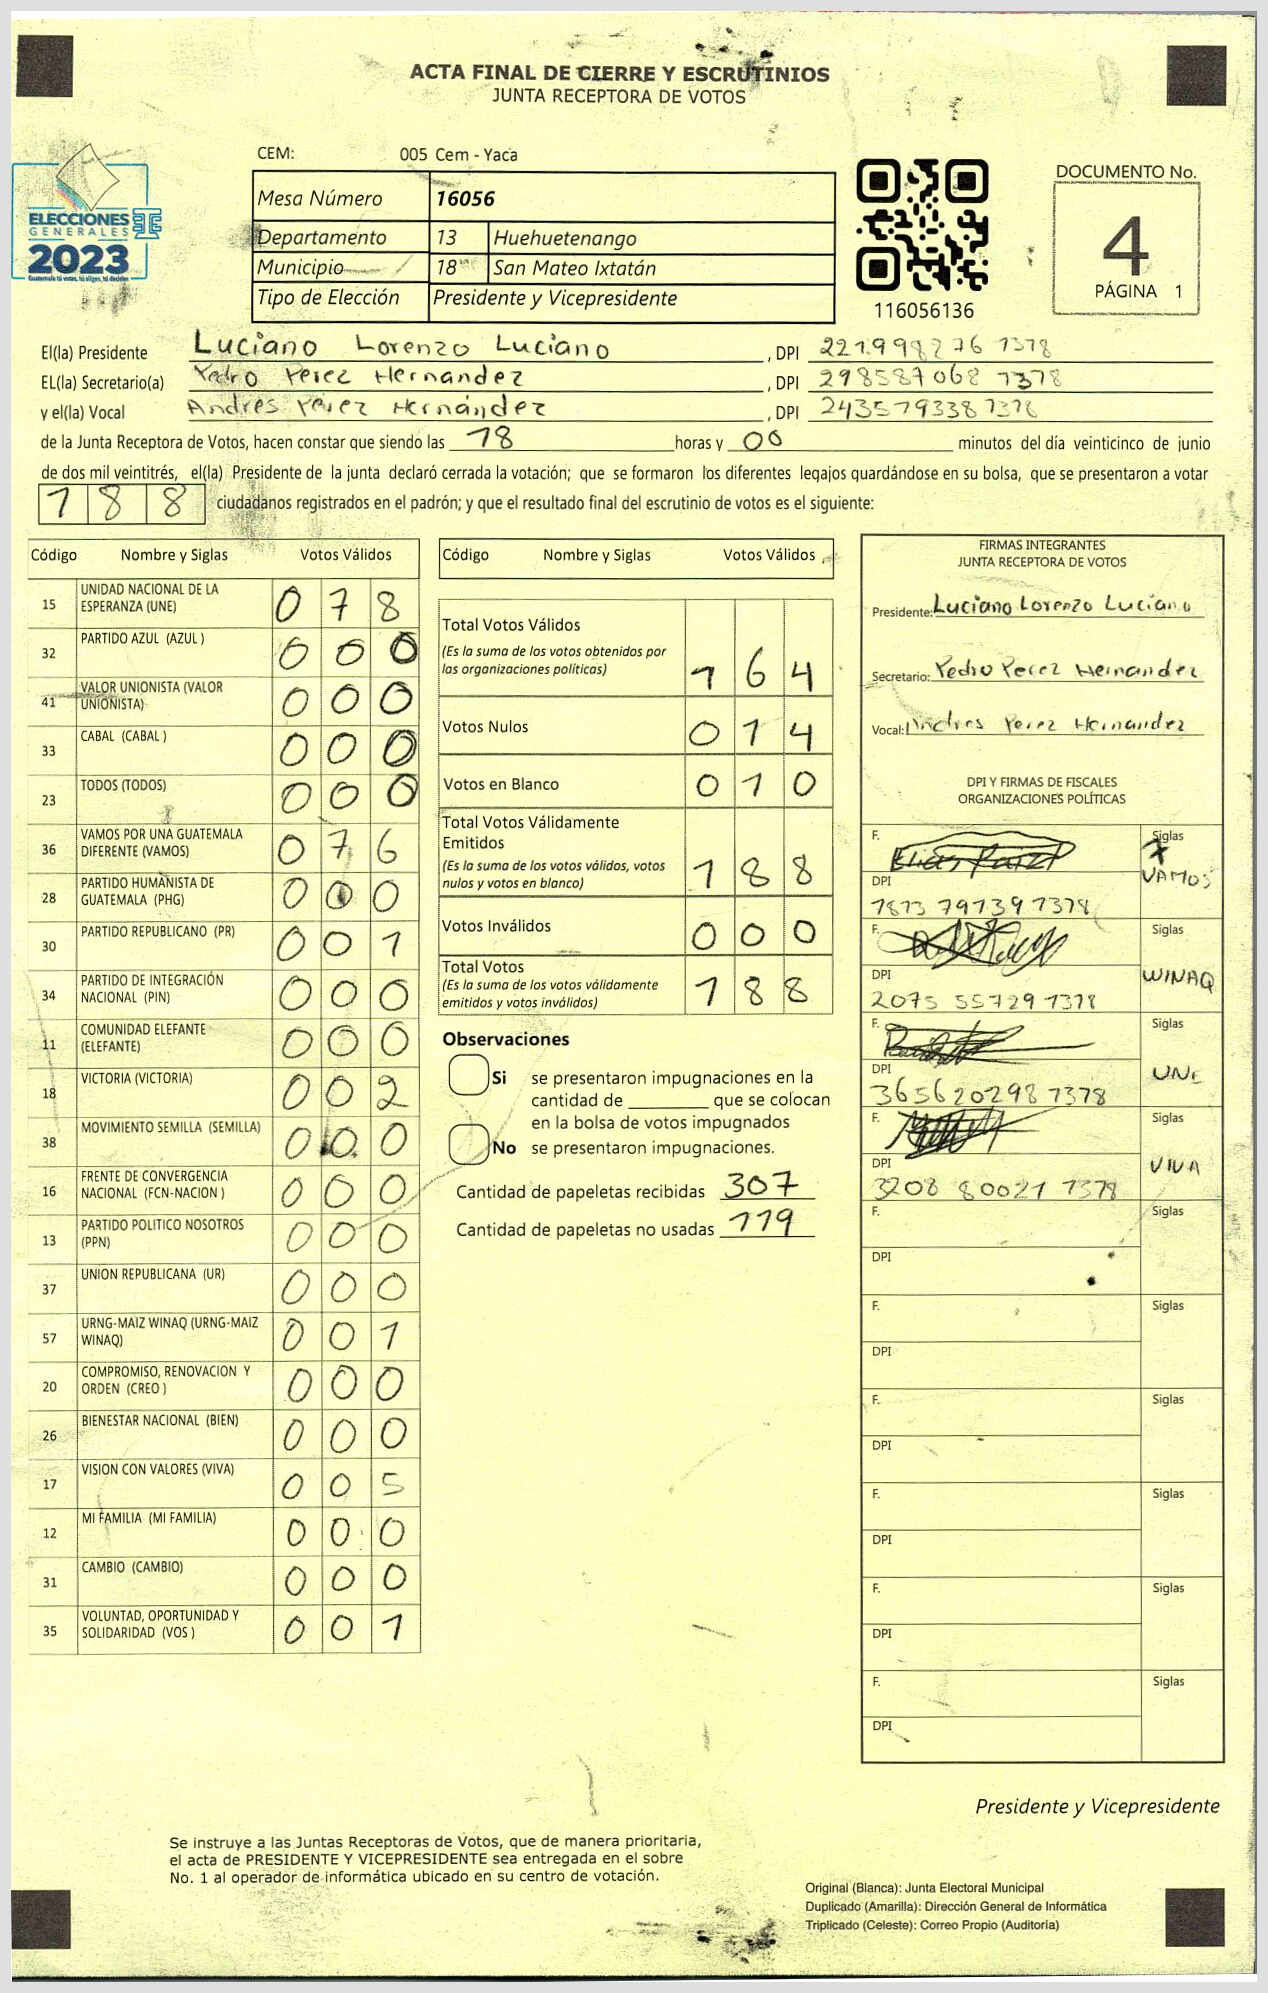 ACTA FINAL DE CIERRE Y ESCRUTINIOS
JUNTA RECEPTORA DE VOTOS
CEM: 005 Cem - Yaca
ELECCIONES
GENERALES
2023
Guatemala tú votas, tú eliges, tú decides
Mesa Número 16056
Departamento 13 Huehuetenango
Municipio 18 San Mateo Ixtatán
Tipo de Elección Presidente y Vicepresidente
116056136
DOCUMENTO No.
4
PÁGINA 1
El(la) Presidente Luciano Lorenzo Luciano , DPI 221998276 1378
EL(la) Secretario(a) Pedro Perez Hernandez , DPI 298587068 1378
y el(la) Vocal Andres Pérez Hernández , DPI 243579338 1378
de la Junta Receptora de Votos, hacen constar que siendo las 18 horas y 00 minutos del día veinticinco de junio
de dos mil veintitrés, el(la) Presidente de la junta declaró cerrada la votación; que se formaron los diferentes legajos quardándose en su bolsa, que se presentaron a votar
188 ciudadanos registrados en el padrón; y que el resultado final del escrutinio de votos es el siguiente:
Código Nombre y Siglas Votos Válidos
15 UNIDAD NACIONAL DE LA ESPERANZA (UNE) 0 7 8
32 PARTIDO AZUL (AZUL ) 0 0 0
41 VALOR UNIONISTA (VALOR UNIONISTA) 0 0 0
33 CABAL (CABAL ) 0 0 0
23 TODOS (TODOS) 0 0 0
36 VAMOS POR UNA GUATEMALA DIFERENTE (VAMOS) 0 7 6
28 PARTIDO HUMANISTA DE GUATEMALA (PHG) 0 0 0
30 PARTIDO REPUBLICANO (PR) 0 0 1
34 PARTIDO DE INTEGRACIÓN NACIONAL (PIN) 0 0 0
11 COMUNIDAD ELEFANTE (ELEFANTE) 0 0 0
18 VICTORIA (VICTORIA) 0 0 2
38 MOVIMIENTO SEMILLA (SEMILLA) 0 0 0
16 FRENTE DE CONVERGENCIA NACIONAL (FCN-NACION ) 0 0 0
13 PARTIDO POLITICO NOSOTROS (PPN) 0 0 0
37 UNION REPUBLICANA (UR) 0 0 0
57 URNG-MAIZ WINAQ (URNG-MAIZ WINAQ) 0 0 1
20 COMPROMISO, RENOVACION Y ORDEN (CREO ) 0 0 0
26 BIENESTAR NACIONAL (BIEN) 0 0 0
17 VISION CON VALORES (VIVA) 0 0 5
12 MI FAMILIA (MI FAMILIA) 0 0 0
31 CAMBIO (CAMBIO) 0 0 0
35 VOLUNTAD, OPORTUNIDAD Y SOLIDARIDAD (VOS ) 0 0 1
Código Nombre y Siglas Votos Válidos
Total Votos Válidos
(Es la suma de los votos obtenidos por
las organizaciones políticas) 1 6 4
Votos Nulos 0 1 4
Votos en Blanco 0 1 0
Total Votos Válidamente
Emitidos
(Es la suma de los votos válidos, votos
nulos y votos en blanco) 1 8 8
Votos Inválidos 0 0 0
Total Votos
(Es la suma de los votos válidamente
emitidos y votos inválidos) 1 8 8
Observaciones
Si se presentaron impugnaciones en la
cantidad de ________ que se colocan
en la bolsa de votos impugnados
No se presentaron impugnaciones.
Cantidad de papeletas recibidas 307
Cantidad de papeletas no usadas 119
FIRMAS INTEGRANTES
JUNTA RECEPTORA DE VOTOS
Presidente: Luciano Lorenzo Luciano
Secretario: Pedro Perez Hernandez
Vocal: Andres Perez Hernandez
DPI Y FIRMAS DE FISCALES
ORGANIZACIONES POLÍTICAS
F. Siglas
VAMOS
DPI
1873 79739 1378
F. Siglas
WINAQ
DPI
2075 55729 1378
F. Siglas
UNE
DPI
365620298 1378
F. Siglas
VIVA
DPI
3208 80021 1378
F. Siglas
DPI
F. Siglas
DPI
F. Siglas
DPI
F. Siglas
DPI
F. Siglas
DPI
F. Siglas
DPI
Presidente y Vicepresidente
Se instruye a las Juntas Receptoras de Votos, que de manera prioritaria,
el acta de PRESIDENTE Y VICEPRESIDENTE sea entregada en el sobre
No. 1 al operador de informática ubicado en su centro de votación.
Original (Blanca): Junta Electoral Municipal
Duplicado (Amarilla): Dirección General de Informática
Triplicado (Celeste): Correo Propio (Auditoría)